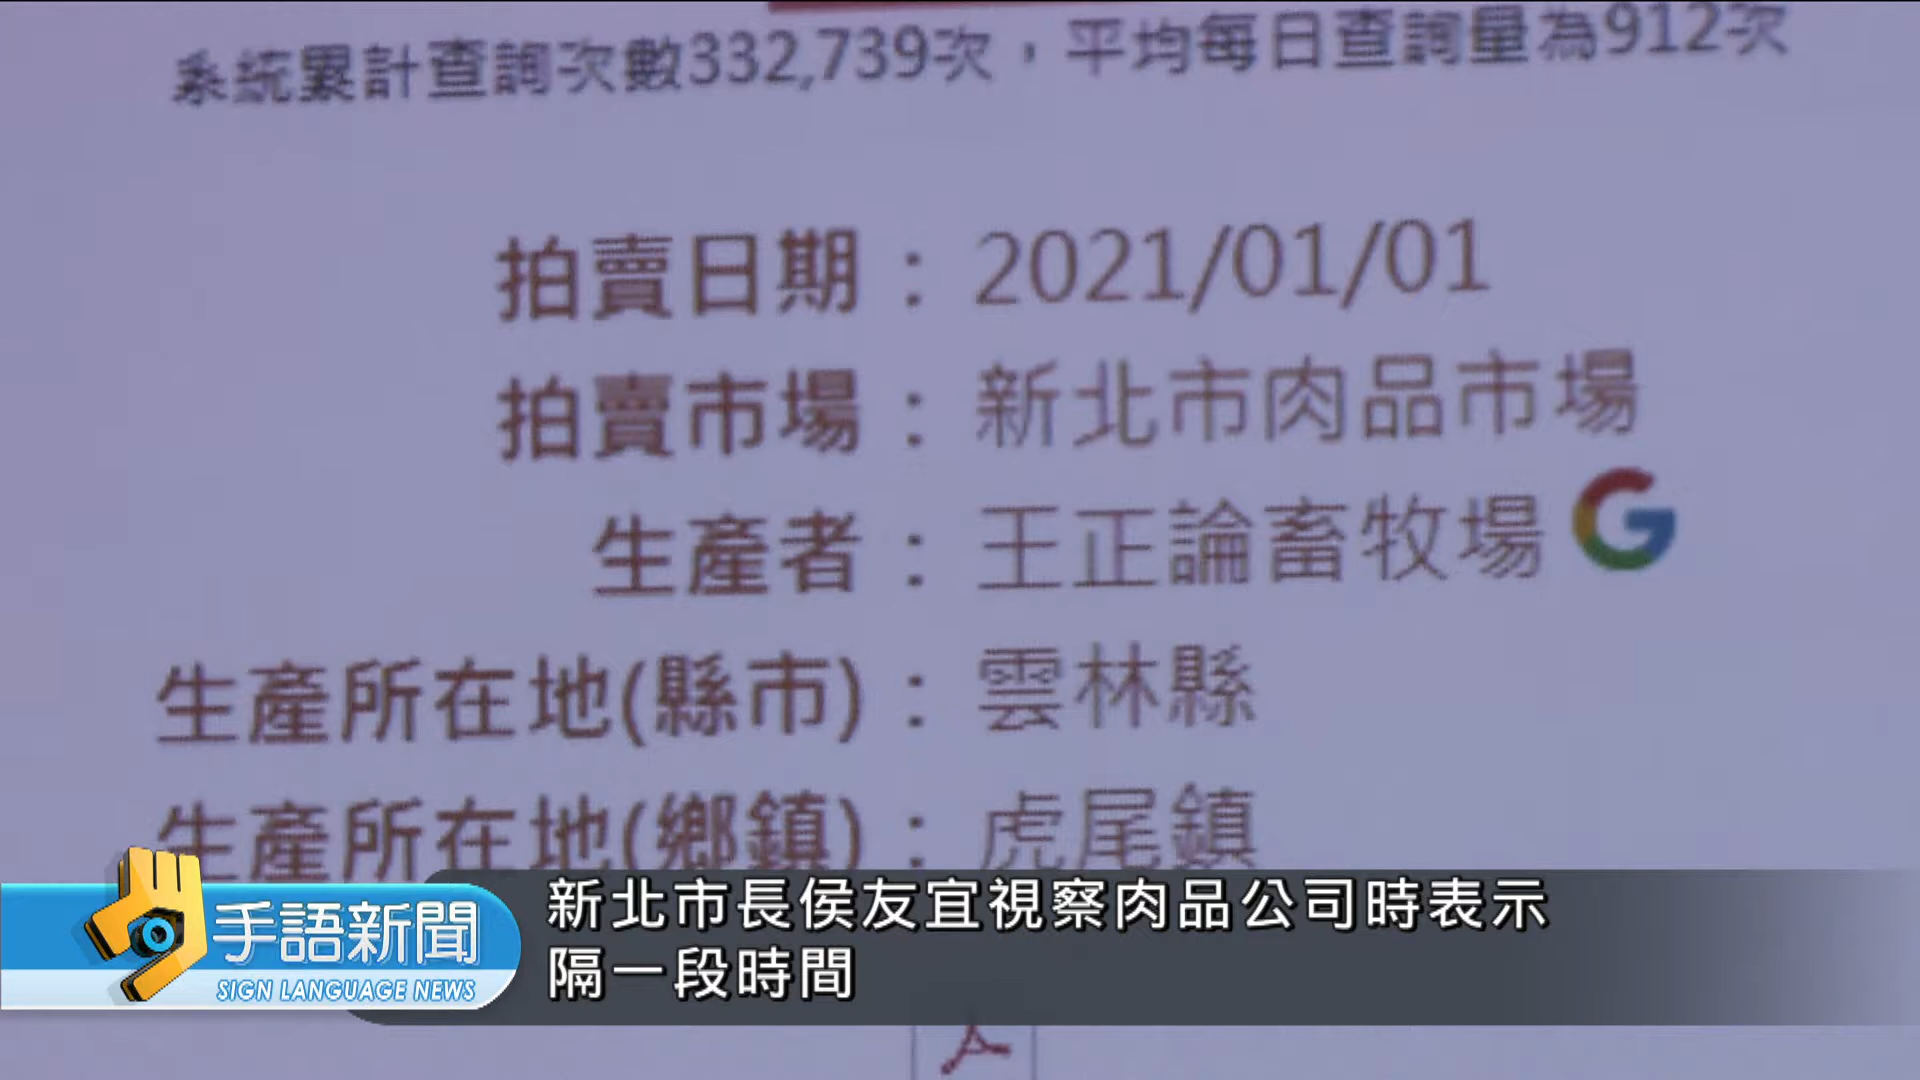 系統累計查詢次數332,739次，平均每日查詢量為912次
拍賣日期：2021/01/01
拍賣市場：新北市肉品市場
生產者：王正論畜牧場
生產所在地(縣市)：雲林縣
生產所在地(鄉鎮)：虎尾鎮
手語新聞
SIGN LANGUAGE NEWS
新北市長侯友宜視察肉品公司時表示
隔一段時間